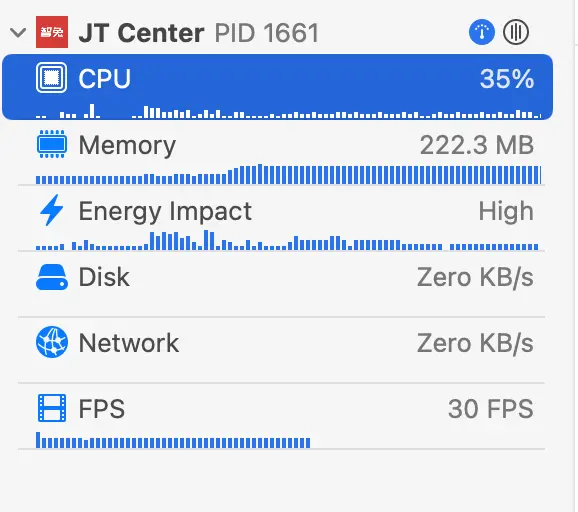 智兔 JT Center PID 1661
CPU 35%
Memory 222.3 MB
Energy Impact High
Disk Zero KB/s
Network Zero KB/s
FPS 30 FPS